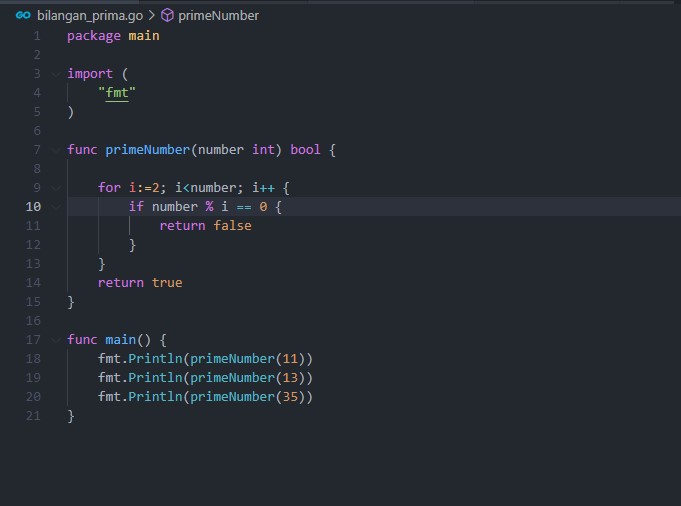 GO bilangan_prima.go > primeNumber
1 package main
2
3 import (
4 "fmt"
5 )
6
7 func primeNumber(number int) bool {
8
9 for i:=2; i<number; i++ {
10 if number % i == 0 {
11 return false
12 }
13 }
14 return true
15 }
16
17 func main() {
18 fmt.Println(primeNumber(11))
19 fmt.Println(primeNumber(13))
20 fmt.Println(primeNumber(35))
21 }